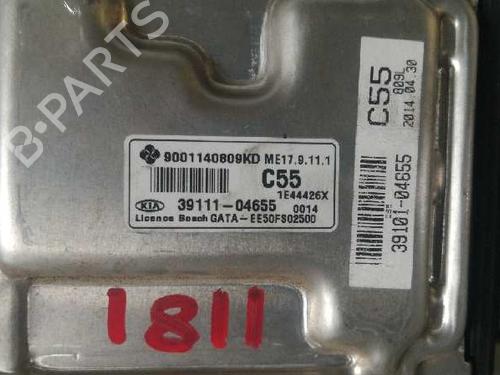 9001140809KD ME17.9.11.1
C55
1E44426X
KIA 39111-04655 0014
Licence Bosch GATA-EE50FS02500
C55
809L
2014.04.30
39101-04655
1811
B-PARTS